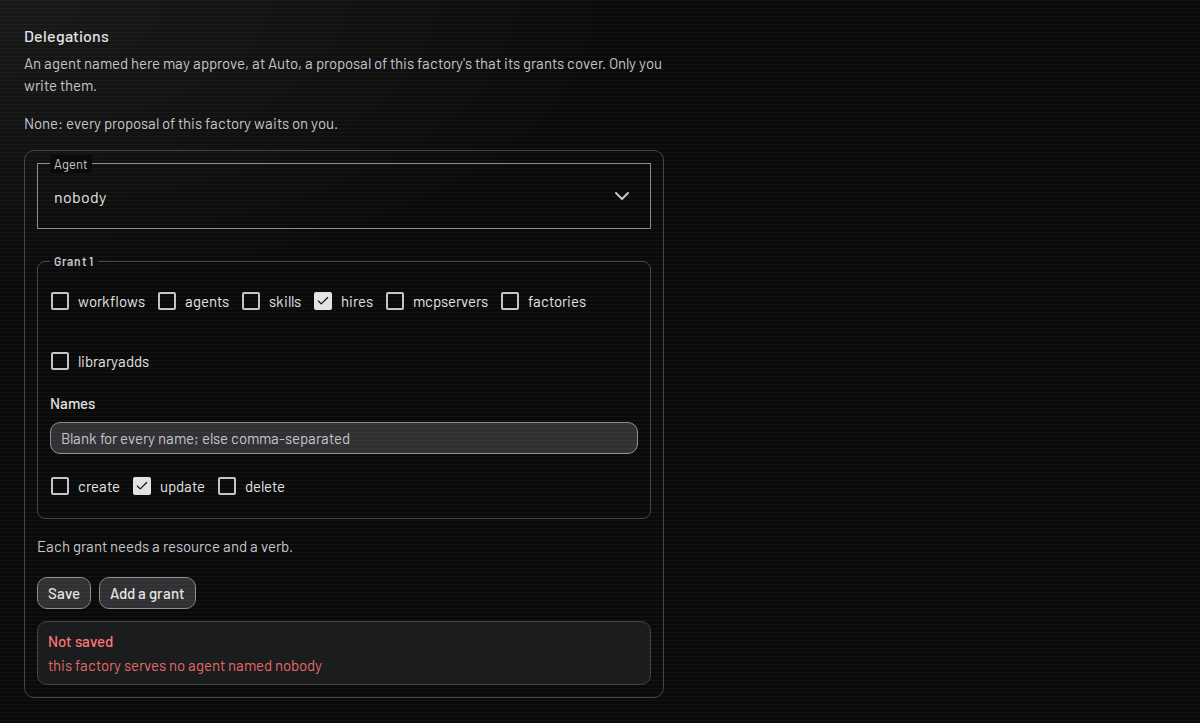 Delegations
An agent named here may approve, at Auto, a proposal of this factory's that its grants cover. Only you
write them.
None: every proposal of this factory waits on you.
Agent
nobody
Grant 1
workflows agents skills hires mcpservers factories
libraryadds
Names
Blank for every name; else comma-separated
create update delete
Each grant needs a resource and a verb.
Save Add a grant
Not saved
this factory serves no agent named nobody